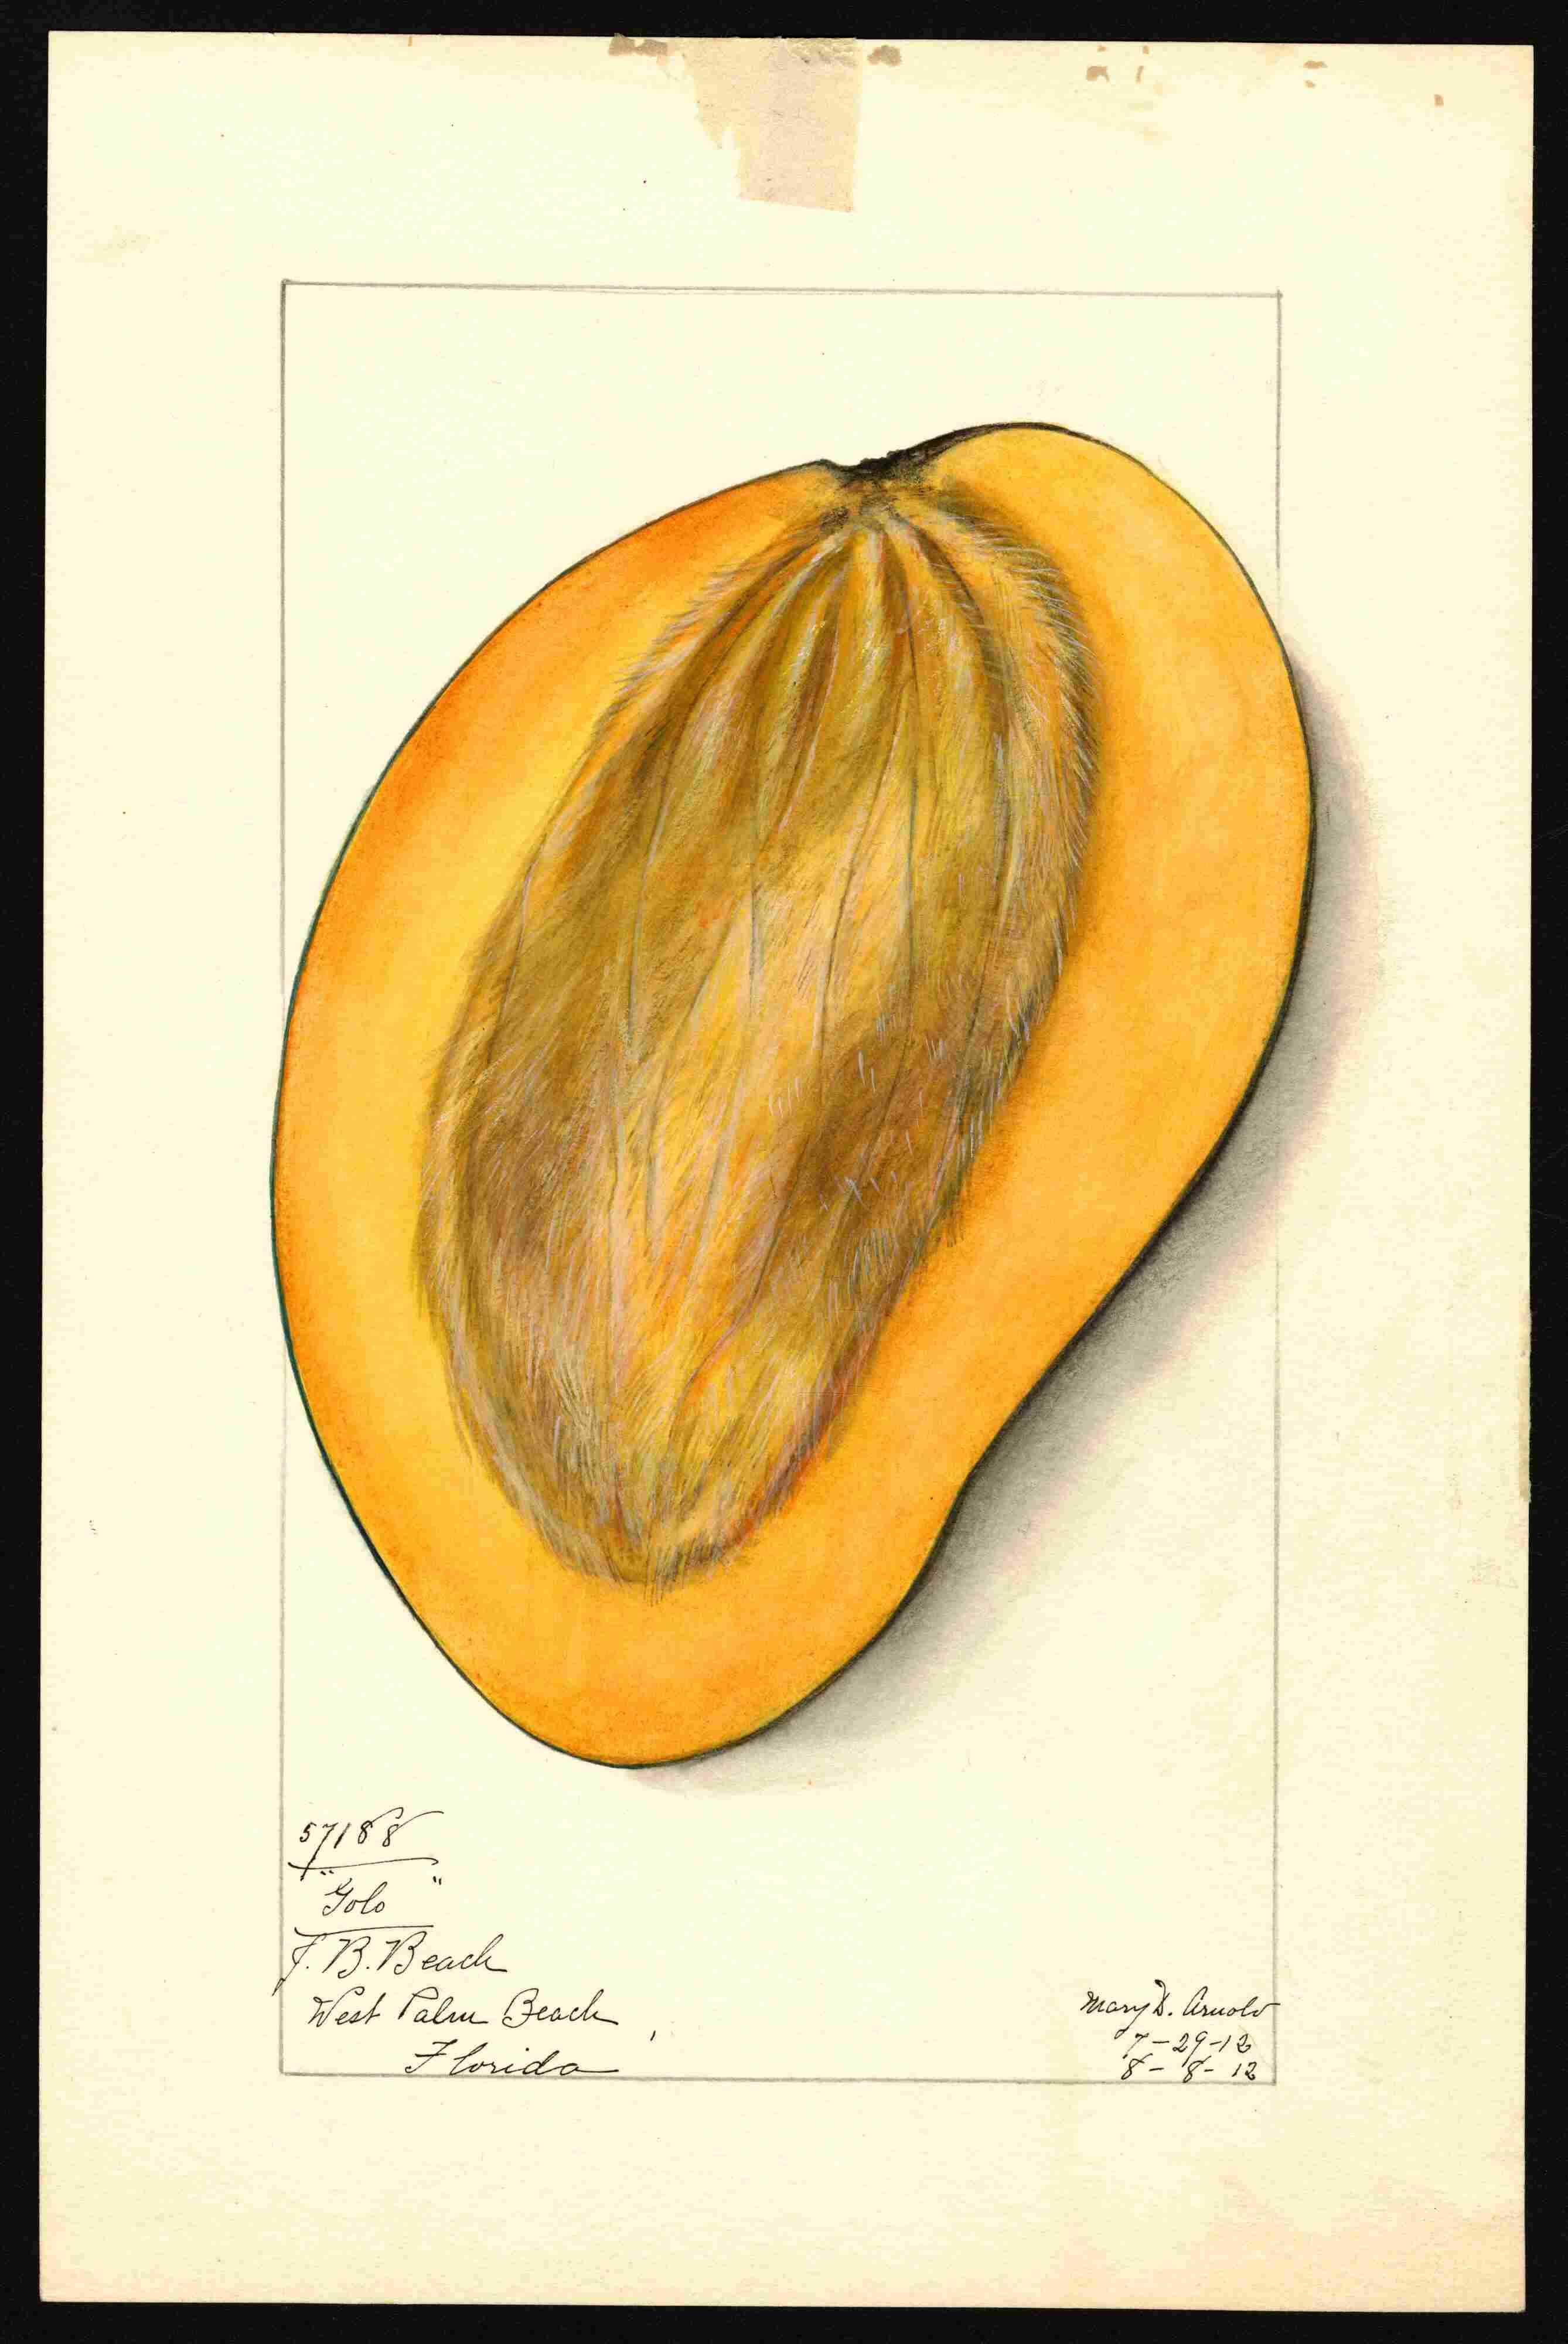 57188
"Golo"
J. B. Beach
West Palm Beach,
Florida
Mary D. Arnold
7-29-12
8-8-12